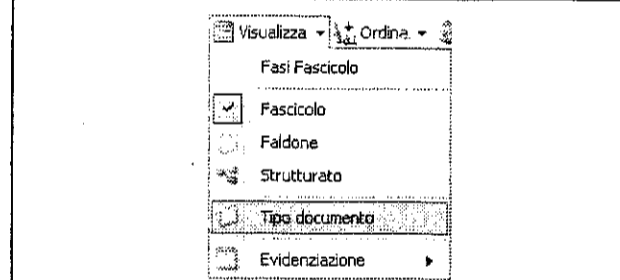 Visualizza Ordina
Fasi Fascicolo
Fascicolo
Faldone
Strutturato
Tipo documento
Evidenziazione